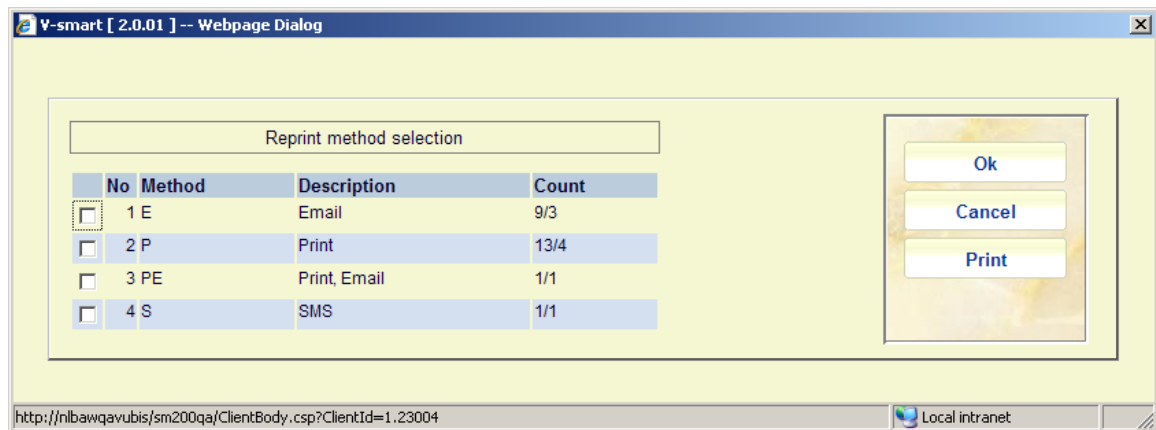 V-smart [ 2.0.01 ] -- Webpage Dialog
Reprint method selection
No Method Description Count
1 E Email 9/3
2 P Print 13/4
3 PE Print, Email 1/1
4 S SMS 1/1
Ok
Cancel
Print
http://nlbawqavubis/sm200qa/ClientBody.csp?ClientId=1.23004 Local intranet